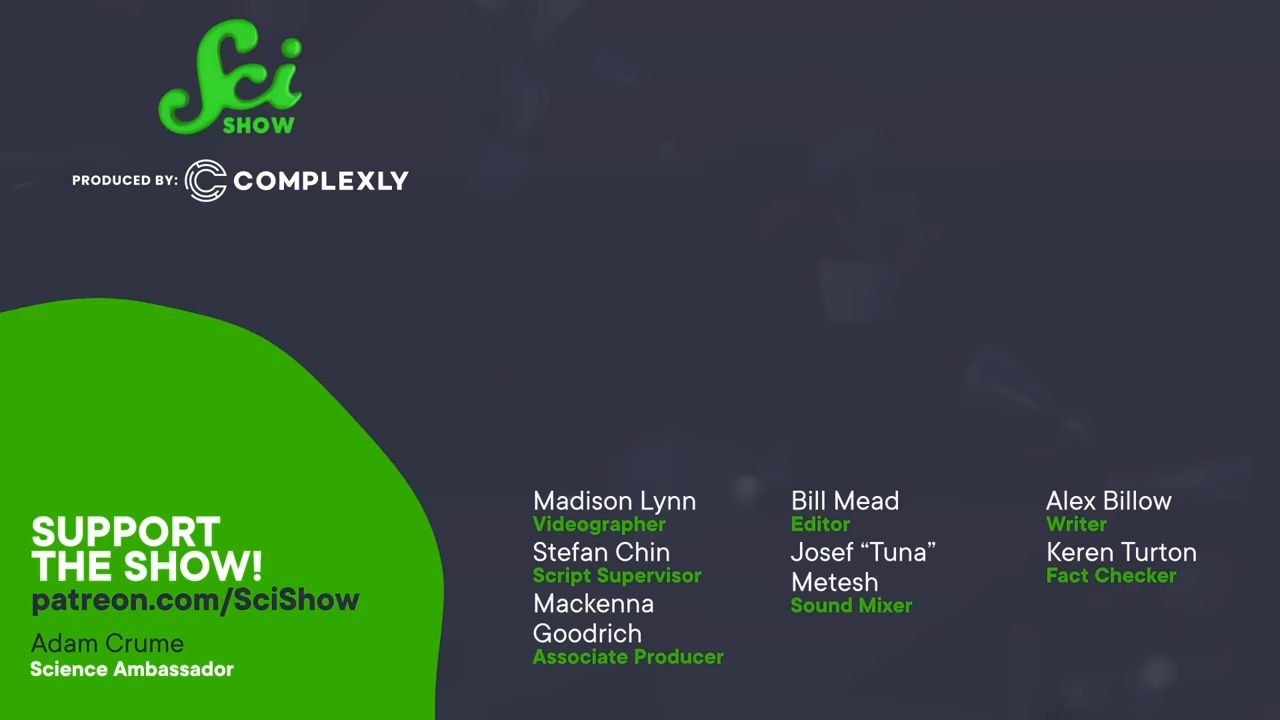 Sci
SHOW
PRODUCED BY: COMPLEXLY
SUPPORT
THE SHOW!
patreon.com/SciShow
Adam Crume
Science Ambassador
Madison Lynn
Videographer
Stefan Chin
Script Supervisor
Mackenna
Goodrich
Associate Producer
Bill Mead
Editor
Josef “Tuna”
Metesh
Sound Mixer
Alex Billow
Writer
Keren Turton
Fact Checker